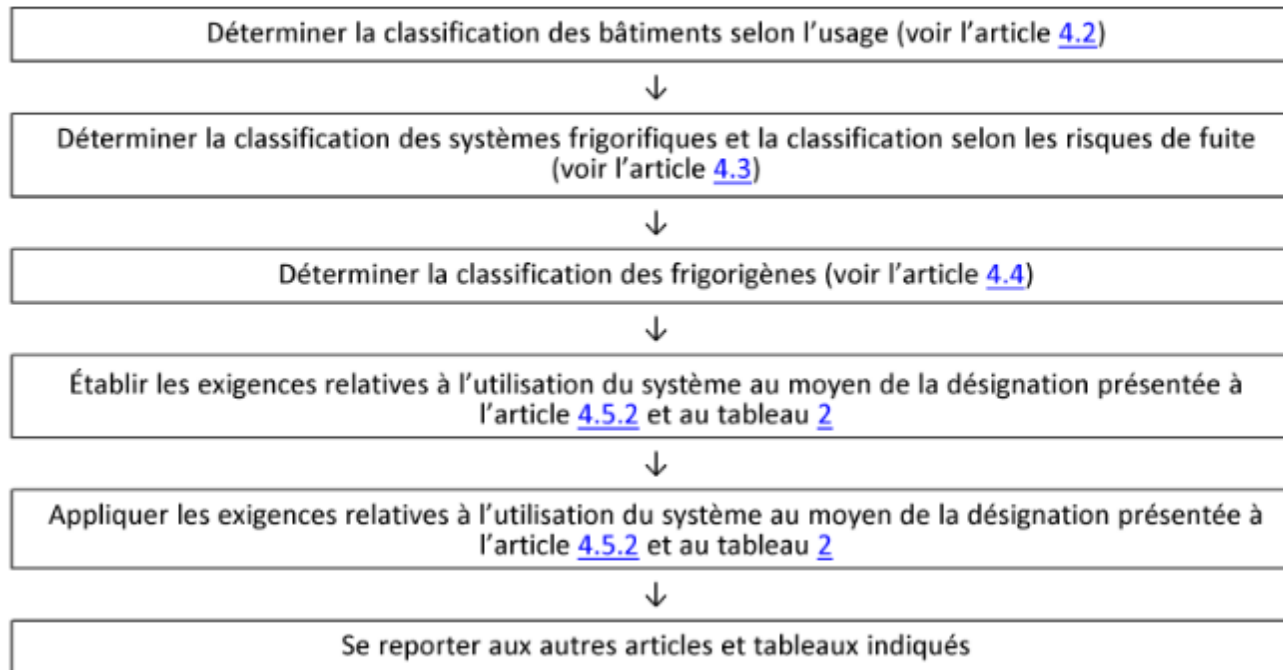 Déterminer la classification des bâtiments selon l’usage (voir l’article 4.2)
↓
Déterminer la classification des systèmes frigorifiques et la classification selon les risques de fuite
(voir l’article 4.3)
↓
Déterminer la classification des frigorigènes (voir l’article 4.4)
↓
Établir les exigences relatives à l’utilisation du système au moyen de la désignation présentée à
l’article 4.5.2 et au tableau 2
↓
Appliquer les exigences relatives à l’utilisation du système au moyen de la désignation présentée à
l’article 4.5.2 et au tableau 2
↓
Se reporter aux autres articles et tableaux indiqués